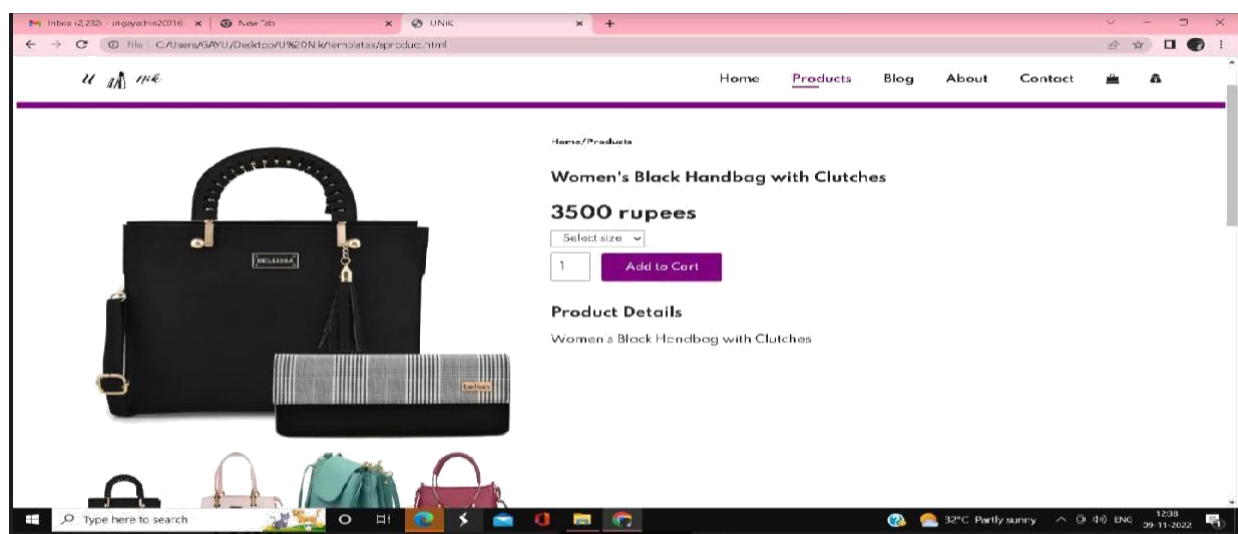 UNIK
File
Home Products Blog About Contact
Home/Products
Women's Black Handbag with Clutches
3500 rupees
Select size
1 Add to Cart
Product Details
Women's Black Handbag with Clutches
Type here to search
32°C Partly sunny
ENG
12:38
09-11-2022